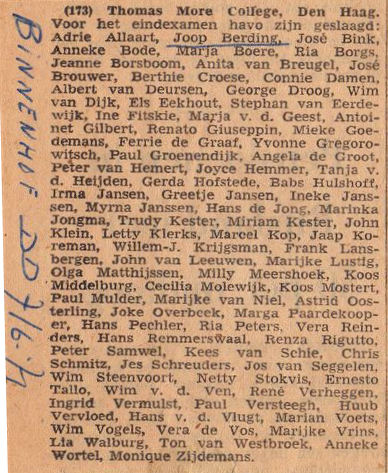 (173) Thomas More College, Den Haag.
Voor het eindexamen havo zijn geslaagd:
Adrie Allaart, Joop Berding, José Bink,
Anneke Bode, Marja Boere, Ria Borgs,
Jeanne Borsboom, Anita van Breugel, José
Brouwer, Berthie Croese, Connie Damen,
Albert van Deursen, George Droog, Wim
van Dijk, Els Eekhout, Stephan van Eerde-
wijk, Ine Fitskie, Marja v. d. Geest, Antoi-
net Gilbert, Renato Giuseppin, Mieke Goe-
demans, Ferrie de Graaf, Yvonne Gregoro-
witsch, Paul Groenendijk, Angela de Groot,
Peter van Hemert, Joyce Hemmer, Tanja v.
d. Heijden, Gerda Hofstede, Babs Hulshoff,
Irma Jansen, Greetje Jansen, Ineke Jans-
sen, Myrna Janssen, Hans de Jong, Marinka
Jongma, Trudy Kester, Miriam Kester, John
Klein, Letty Klerks, Marcel Kop, Jaap Ko-
reman, Willem-J. Krijgsman, Frank Lans-
bergen, John van Leeuwen, Marijke Lustig,
Olga Matthijssen, Milly Meershoek, Koos
Middelburg, Cecilia Molewijk, Koos Mostert,
Paul Mulder, Marijke van Niel, Astrid Oos-
terling, Joke Overbeek, Marga Paardekoop-
er, Hans Pechler, Ria Peters, Vera Rein-
ders, Hans Remmerswaal, Renza Rigutto,
Peter Samwel, Kees van Schie, Chris
Schmitz, Jes Schreuders, Jos van Seggelen,
Wim Steenvoort, Netty Stokvis, Ernesto
Tallo, Wim v. d. Ven, René Verheggen,
Ingrid Vermulst, Paul Versteegh, Huub
Vervloed, Hans v. d. Vlugt, Marian Voets,
Wim Vogels, Vera de Vos, Marijke Vrins,
Lia Walburg, Ton van Westbroek, Anneke
Wortel, Monique Zijdemans.
BINNENHOF DD 7/6.'71